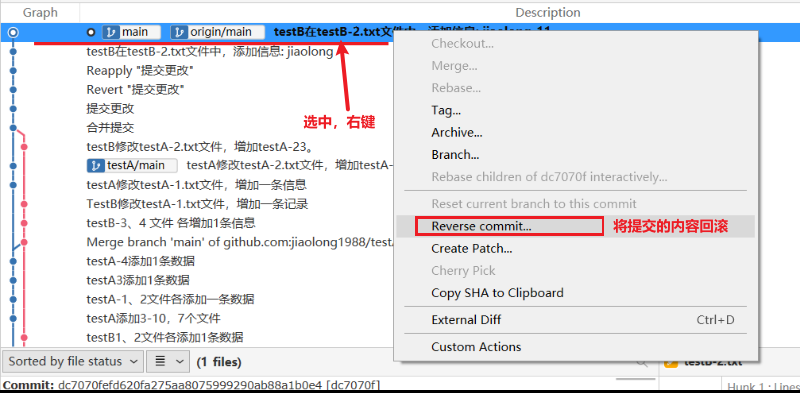 Graph
Description
main
origin/main
testB在testB-2.txt文件中，添加信息: jiaolong-11
testB在testB-2.txt文件中，添加信息: jiaolong
Reapply "提交更改"
Revert "提交更改"
提交更改
合并提交
testB修改testA-2.txt文件，增加testA-23。
testA/main
testA修改testA-2.txt文件，增加testA-
testA修改testA-1.txt文件，增加一条信息
TestB修改testA-1.txt文件，增加一条记录
testB-3、4 文件 各增加1条信息
Merge branch 'main' of github.com:jiaolong1988/test
testA-4添加1条数据
testA3添加1条数据
testA-1、2文件各添加一条数据
testA添加3-10，7个文件
testB1、2文件各添加1条数据
选中，右键
Checkout...
Merge...
Rebase...
Tag...
Archive...
Branch...
Rebase children of dc7070f interactively...
Reset current branch to this commit
Reverse commit...
将提交的内容回滚
Create Patch...
Cherry Pick
Copy SHA to Clipboard
External Diff
Ctrl+D
Custom Actions
Sorted by file status
(1 files)
testB-2.txt
Commit: dc7070fefd620fa275aa8075999290ab88a1b0e4 [dc7070f]
Hunk 1 : Lines